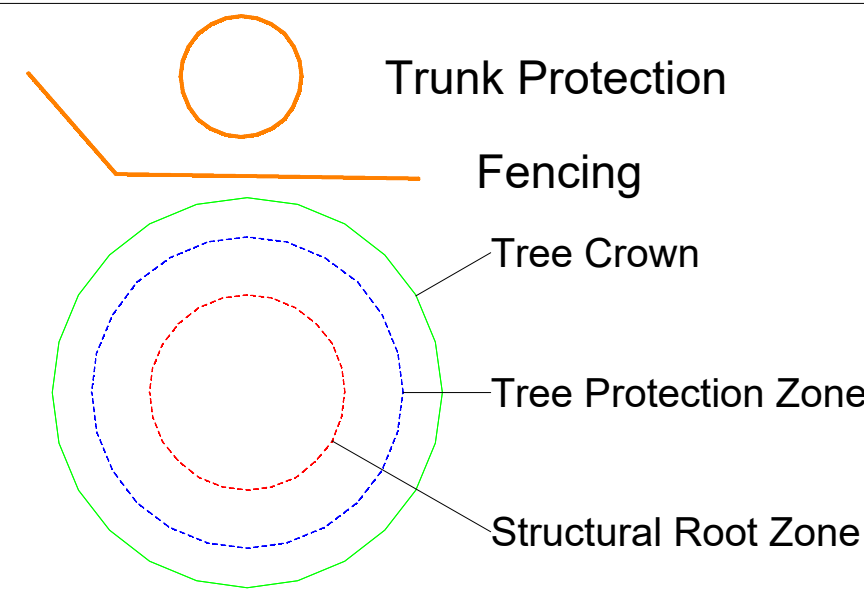 Trunk Protection
Fencing
Tree Crown
Tree Protection Zone
Structural Root Zone